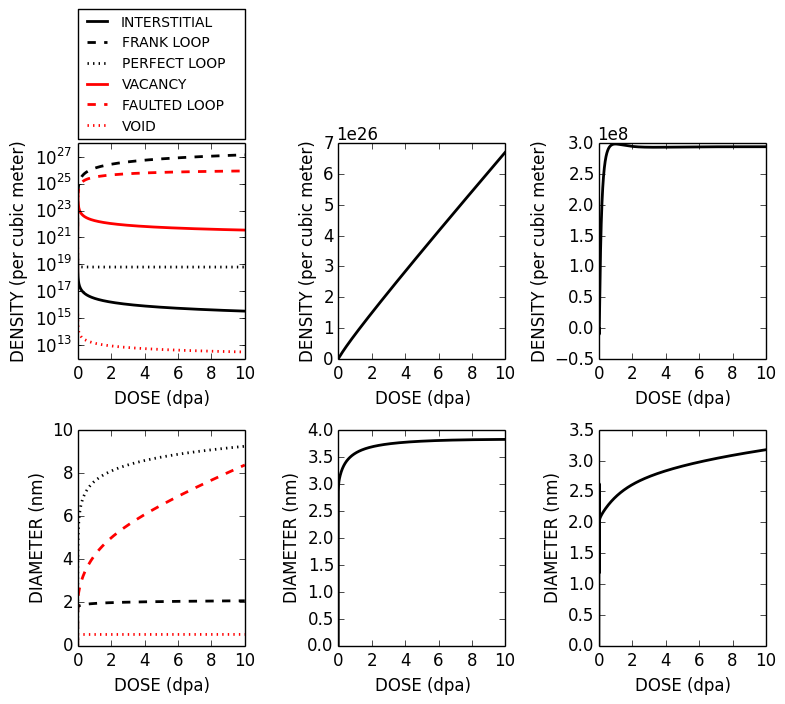 INTERSTITIAL
FRANK LOOP
PERFECT LOOP
VACANCY
FAULTED LOOP
VOID
DENSITY (per cubic meter)
10^27
10^25
10^23
10^21
10^19
10^17
10^15
10^13
0 2 4 6 8 10
DOSE (dpa)
1e26
DENSITY (per cubic meter)
7
6
5
4
3
2
1
0
0 2 4 6 8 10
DOSE (dpa)
1e8
DENSITY (per cubic meter)
3.0
2.5
2.0
1.5
1.0
0.5
0.0
−0.5
0 2 4 6 8 10
DOSE (dpa)
DIAMETER (nm)
10
8
6
4
2
0
0 2 4 6 8 10
DOSE (dpa)
DIAMETER (nm)
4.0
3.5
3.0
2.5
2.0
1.5
1.0
0.5
0.0
0 2 4 6 8 10
DOSE (dpa)
DIAMETER (nm)
3.5
3.0
2.5
2.0
1.5
1.0
0.5
0.0
0 2 4 6 8 10
DOSE (dpa)